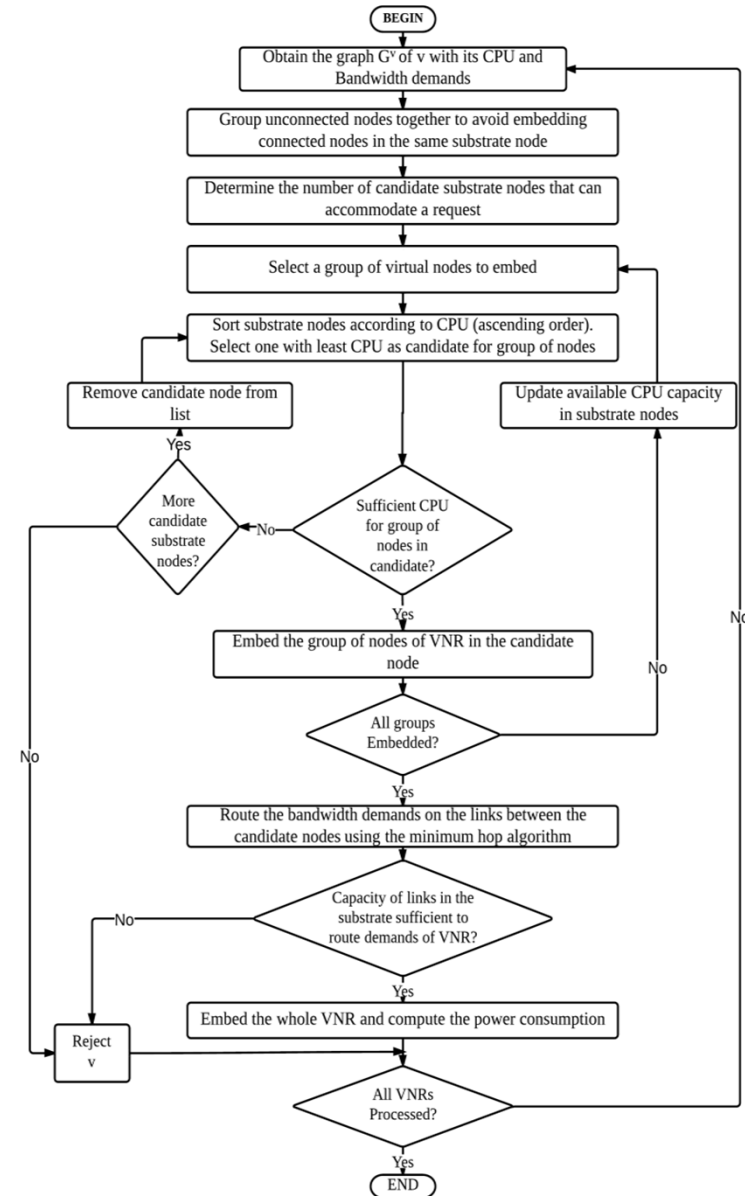 BEGIN
Obtain the graph Gᵛ of v with its CPU and
Bandwidth demands
Group unconnected nodes together to avoid embedding
connected nodes in the same substrate node
Determine the number of candidate substrate nodes that can
accommodate a request
Select a group of virtual nodes to embed
Sort substrate nodes according to CPU (ascending order).
Select one with least CPU as candidate for group of nodes
Remove candidate node from
list
Update available CPU capacity
in substrate nodes
Yes
More
candidate
substrate
nodes?
No
Sufficient CPU
for group of
nodes in
candidate?
Yes
No
Embed the group of nodes of VNR in the candidate
node
No
All groups
Embedded?
No
Yes
Route the bandwidth demands on the links between the
candidate nodes using the minimum hop algorithm
Capacity of links in the
substrate sufficient to
route demands of VNR?
No
Yes
Embed the whole VNR and compute the power consumption
Reject
v
All VNRs
Processed?
Yes
END